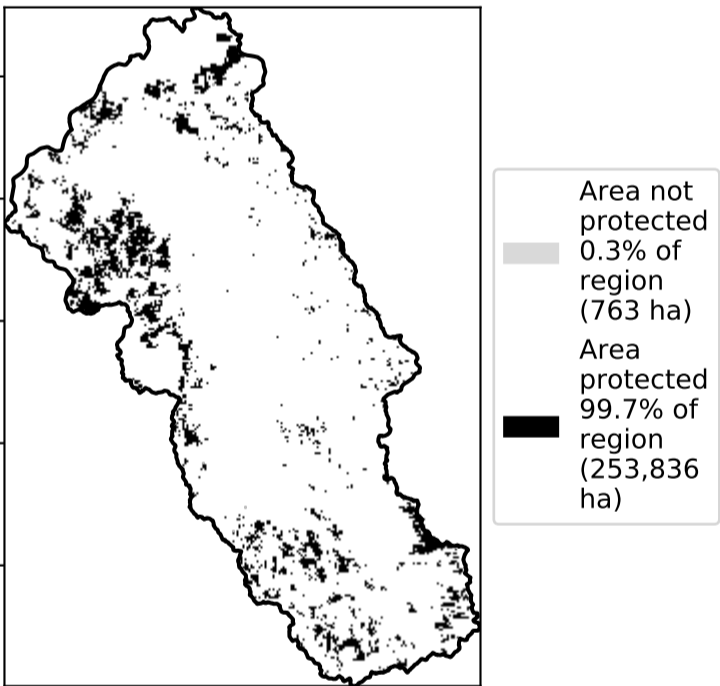 Area not
protected
0.3% of
region
(763 ha)
Area
protected
99.7% of
region
(253,836
ha)